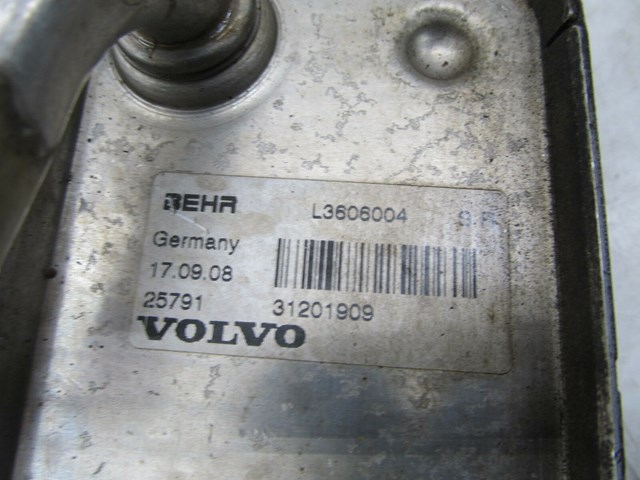 BEHR L3606004
Germany
17.09.08
25791 31201909
VOLVO